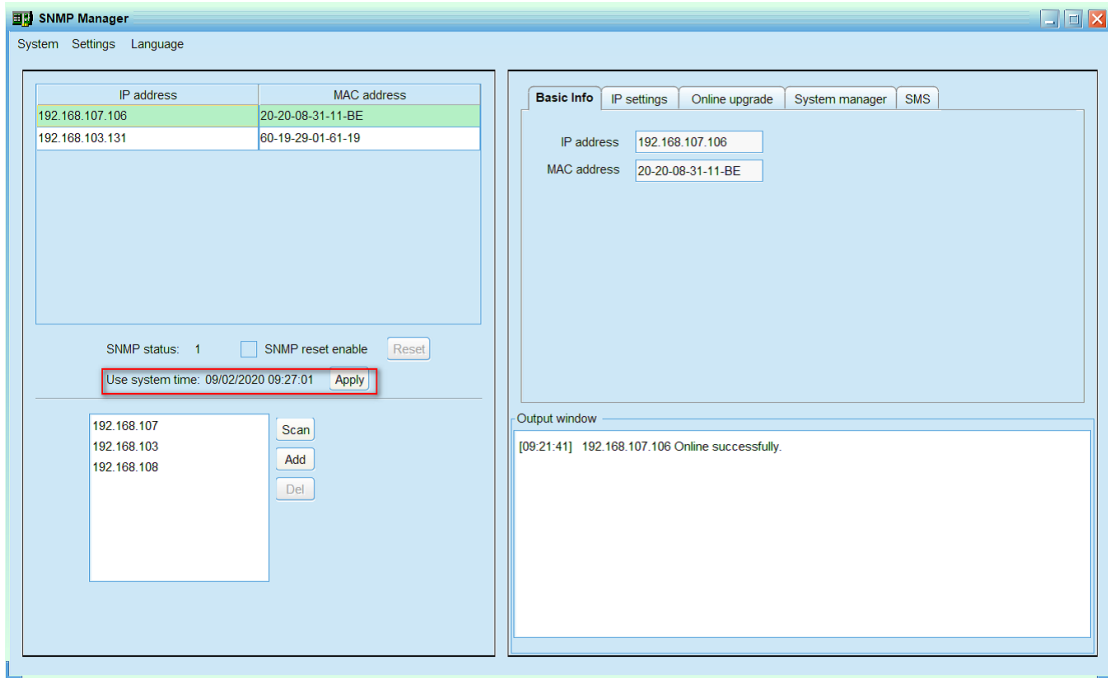 SNMP Manager
System Settings Language
IP address MAC address
192.168.107.106 20-20-08-31-11-BE
192.168.103.131 60-19-29-01-61-19
SNMP status: 1 SNMP reset enable Reset
Use system time: 09/02/2020 09:27:01 Apply
192.168.107
192.168.103
192.168.108
Scan
Add
Del
Basic Info IP settings Online upgrade System manager SMS
IP address 192.168.107.106
MAC address 20-20-08-31-11-BE
Output window
[09:21:41] 192.168.107.106 Online successfully.